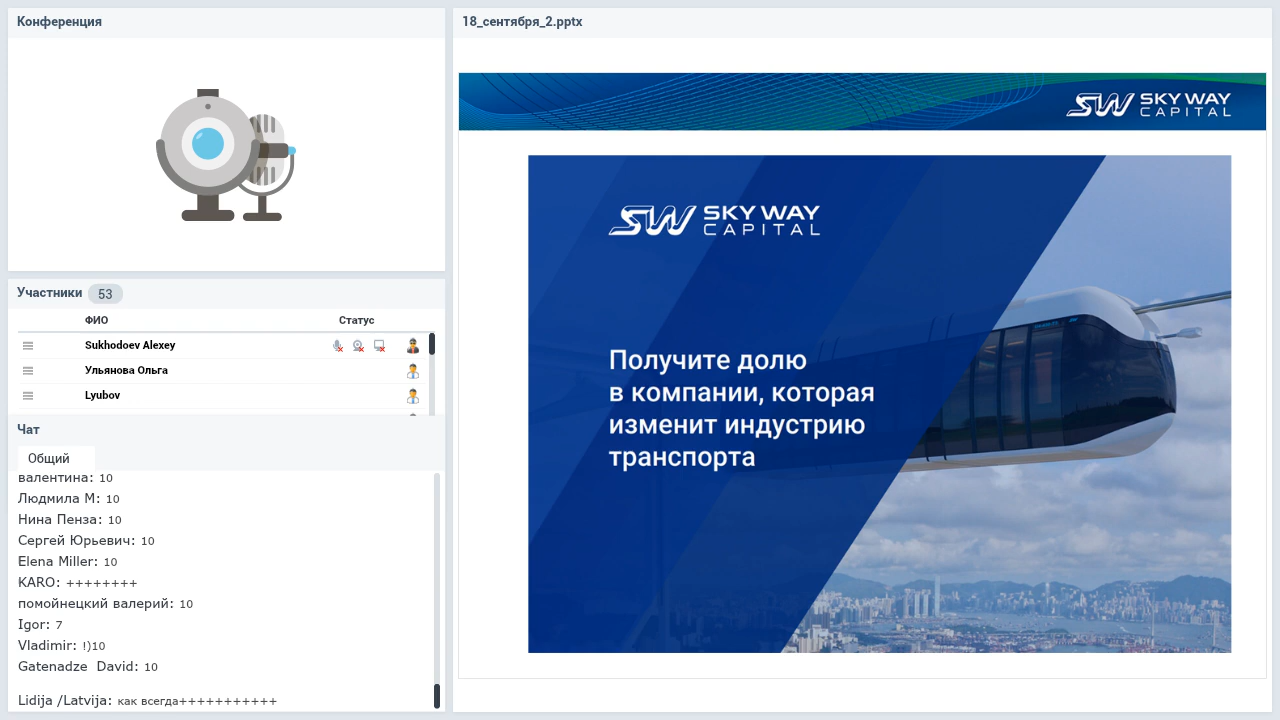 Конференция
Участники 53
ФИО Статус
Sukhodoev Alexey
Ульянова Ольга
Lyubov
Чат
Общий
валентина: 10
Людмила М: 10
Нина Пенза: 10
Сергей Юрьевич: 10
Elena Miller: 10
KARO: ++++++++
помойнецкий валерий: 10
Igor: 7
Vladimir: !)10
Gatenadze David: 10
Lidija /Latvija: как всегда+++++++++++
18_сентября_2.pptx
SW SKY WAY
CAPITAL
SW SKY WAY
CAPITAL
Получите долю
в компании, которая
изменит индустрию
транспорта